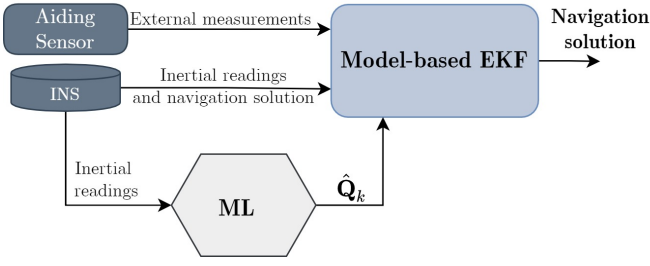 Aiding
Sensor
External measurements
Navigation
solution
Model-based EKF
INS
Inertial readings
and navigation solution
Inertial
readings
ML
Q̂ₖ